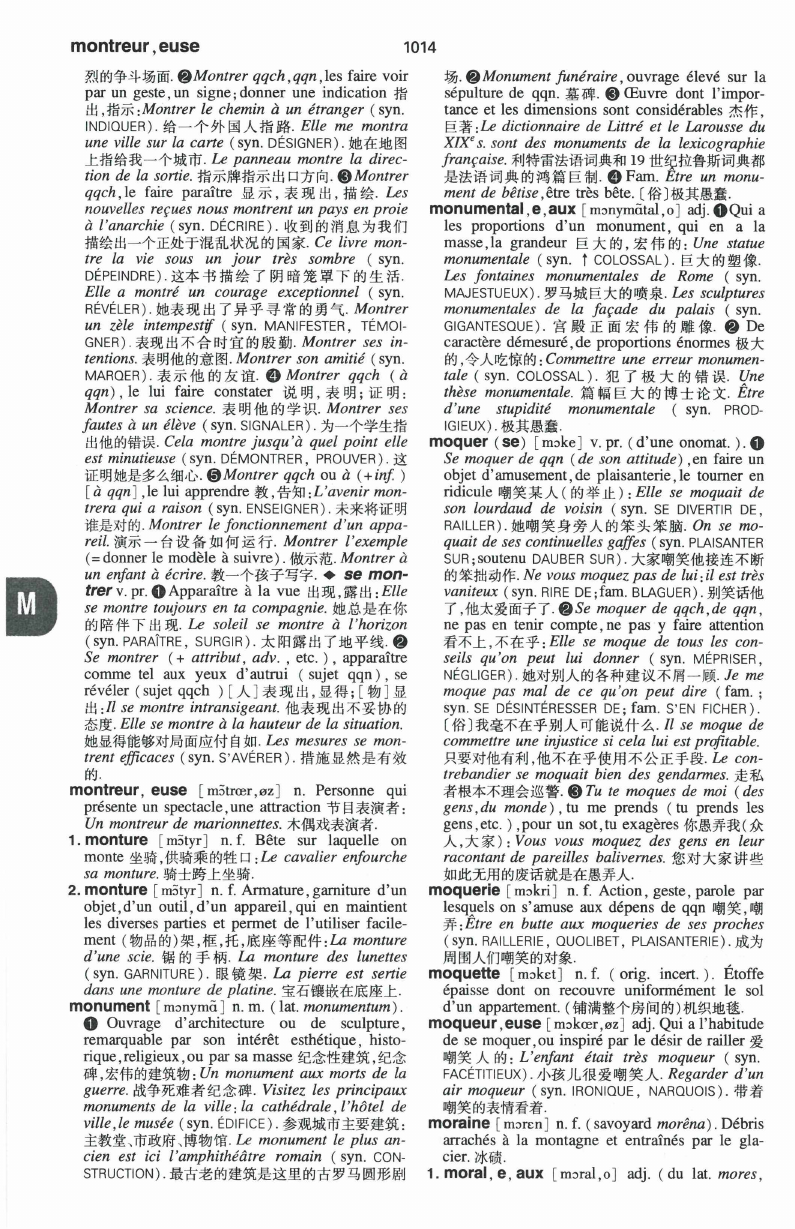 montreur, euse
1014
烈的争斗场面. ❷Montrer qqch, qqn, les faire voir
par un geste, un signe; donner une indication 指
出,指示:Montrer le chemin à un étranger (syn.
INDIQUER). 给一个外国人指路. Elle me montra
une ville sur la carte (syn. DÉSIGNER). 她在地图
上指给我一个城市. Le panneau montre la direc-
tion de la sortie. 指示牌指示出口方向. ❸Montrer
qqch, le faire paraître 显示,表现出,描绘. Les
nouvelles reçues nous montrent un pays en proie
à l'anarchie (syn. DÉCRIRE). 收到的消息为我们
描绘出一个正处于混乱状况的国家. Ce livre mon-
tre la vie sous un jour très sombre (syn.
DÉPEINDRE). 这本书描绘了阴暗笼罩下的生活.
Elle a montré un courage exceptionnel (syn.
RÉVÉLER). 她表现出了异乎寻常的勇气. Montrer
un zèle intempestif (syn. MANIFESTER, TÉMOI-
GNER). 表现出不合时宜的殷勤. Montrer ses in-
tentions. 表明他的意图. Montrer son amitié (syn.
MARQER). 表示他的友谊. ❹ Montrer qqch (à
qqn), le lui faire constater 说明,表明;证明:
Montrer sa science. 表明他的学识. Montrer ses
fautes à un élève (syn. SIGNALER). 为一个学生指
出他的错误. Cela montre jusqu'à quel point elle
est minutieuse (syn. DÉMONTRER, PROUVER). 这
证明她是多么细心. ❺Montrer qqch ou à (+inf.)
[à qqn], le lui apprendre 教,告知:L'avenir mon-
trera qui a raison (syn. ENSEIGNER). 未来将证明
谁是对的. Montrer le fonctionnement d'un appa-
reil. 演示一台设备如何运行. Montrer l'exemple
(= donner le modèle à suivre). 做示范. Montrer à
un enfant à écrire. 教一个孩子写字. ◆ se mon-
trer v. pr. ❶Apparaître à la vue 出现,露出:Elle
se montre toujours en ta compagnie. 她总是在你
的陪伴下出现. Le soleil se montre à l'horizon
(syn. PARAÎTRE, SURGIR). 太阳露出了地平线. ❷
Se montrer (+ attribut, adv., etc.), apparaître
comme tel aux yeux d'autrui (sujet qqn), se
révéler (sujet qqch) [人]表现出,显得;[物]显
出:Il se montre intransigeant. 他表现出不妥协的
态度. Elle se montre à la hauteur de la situation.
她显得能够对局面应付自如. Les mesures se mon-
trent efficaces (syn. S'AVÉRER). 措施显然是有效
的.
montreur, euse [mɔ̃trœr,øz] n. Personne qui
présente un spectacle, une attraction 节目表演者:
Un montreur de marionnettes. 木偶戏表演者.
1. monture [mɔ̃tyr] n. f. Bête sur laquelle on
monte 坐骑,供骑乘的牲口:Le cavalier enfourche
sa monture. 骑士跨上坐骑.
2. monture [mɔ̃tyr] n. f. Armature, garniture d'un
objet, d'un outil, d'un appareil, qui en maintient
les diverses parties et permet de l'utiliser facile-
ment (物品的)架,框,托,底座等配件:La monture
d'une scie. 锯的手柄. La monture des lunettes
(syn. GARNITURE). 眼镜架. La pierre est sertie
dans une monture de platine. 宝石镶嵌在底座上.
monument [mɔnymɑ̃] n. m. (lat. monumentum).
❶ Ouvrage d'architecture ou de sculpture,
remarquable par son intérêt esthétique, histo-
rique, religieux, ou par sa masse 纪念性建筑,纪念
碑,宏伟的建筑物:Un monument aux morts de la
guerre. 战争死难者纪念碑. Visitez les principaux
monuments de la ville: la cathédrale, l'hôtel de
ville, le musée (syn. ÉDIFICE). 参观城市主要建筑:
主教堂、市政府、博物馆. Le monument le plus an-
cien est ici l'amphithéâtre romain (syn. CON-
STRUCTION). 最古老的建筑是这里的古罗马圆形剧
场. ❷Monument funéraire, ouvrage élevé sur la
sépulture de qqn. 墓碑. ❸ Œuvre dont l'impor-
tance et les dimensions sont considérables 杰作,
巨著:Le dictionnaire de Littré et le Larousse du
XIXe s. sont des monuments de la lexicographie
française. 利特雷法语词典和 19 世纪拉鲁斯词典都
是法语词典的鸿篇巨制. ❹ Fam. Être un monu-
ment de bêtise, être très bête. [俗]极其愚蠢.
monumental, e, aux [mɔnymɑ̃tal,o] adj. ❶Qui a
les proportions d'un monument, qui en a la
masse, la grandeur 巨大的,宏伟的: Une statue
monumentale (syn. ↑ COLOSSAL). 巨大的塑像.
Les fontaines monumentales de Rome (syn.
MAJESTUEUX). 罗马城巨大的喷泉. Les sculptures
monumentales de la façade du palais (syn.
GIGANTESQUE). 宫殿正面宏伟的雕像. ❷ De
caractère démesuré, de proportions énormes 极大
的,令人吃惊的:Commettre une erreur monumen-
tale (syn. COLOSSAL). 犯了极大的错误. Une
thèse monumentale. 篇幅巨大的博士论文. Être
d'une stupidité monumentale (syn. PROD-
IGIEUX). 极其愚蠢.
moquer (se) [mɔke] v. pr. (d'une onomat.). ❶
Se moquer de qqn (de son attitude), en faire un
objet d'amusement, de plaisanterie, le tourner en
ridicule 嘲笑某人(的举止): Elle se moquait de
son lourdaud de voisin (syn. SE DIVERTIR DE,
RAILLER). 她嘲笑身旁人的笨头笨脑. On se mo-
quait de ses continuelles gaffes (syn. PLAISANTER
SUR; soutenu DAUBER SUR). 大家嘲笑他接连不断
的笨拙动作. Ne vous moquez pas de lui: il est très
vaniteux (syn. RIRE DE; fam. BLAGUER). 别笑话他
了,他太爱面子了. ❷Se moquer de qqch, de qqn,
ne pas en tenir compte, ne pas y faire attention
看不上,不在乎: Elle se moque de tous les con-
seils qu'on peut lui donner (syn. MÉPRISER,
NÉGLIGER). 她对别人的各种建议不屑一顾. Je me
moque pas mal de ce qu'on peut dire (fam.;
syn. SE DÉSINTÉRESSER DE; fam. S'EN FICHER).
[俗]我毫不在乎别人可能说什么. Il se moque de
commettre une injustice si cela lui est profitable.
只要对他有利,他不在乎使用不公正手段. Le con-
trebandier se moquait bien des gendarmes. 走私
者根本不理会巡警. ❸ Tu te moques de moi (des
gens, du monde), tu me prends (tu prends les
gens, etc.), pour un sot, tu exagères 你愚弄我(众
人,大家): Vous vous moquez des gens en leur
racontant de pareilles balivernes. 您对大家讲些
如此无用的废话就是在愚弄人.
moquerie [mɔkri] n. f. Action, geste, parole par
lesquels on s'amuse aux dépens de qqn 嘲笑,嘲
弄:Être en butte aux moqueries de ses proches
(syn. RAILLERIE, QUOLIBET, PLAISANTERIE). 成为
周围人们嘲笑的对象.
moquette [mɔkɛt] n. f. (orig. incert.). Étoffe
épaisse dont on recouvre uniformément le sol
d'un appartement. (铺满整个房间的)机织地毯.
moqueur, euse [mɔkœr,øz] adj. Qui a l'habitude
de se moquer, ou inspiré par le désir de railler 爱
嘲笑人的: L'enfant était très moqueur (syn.
FACÉTITIEUX). 小孩儿很爱嘲笑人. Regarder d'un
air moqueur (syn. IRONIQUE, NARQUOIS). 带着
嘲笑的表情看着.
moraine [mɔrɛn] n. f. (savoyard morêna). Débris
arrachés à la montagne et entraînés par le gla-
cier. 冰碛.
1. moral, e, aux [mɔral,o] adj. (du lat. mores,
M